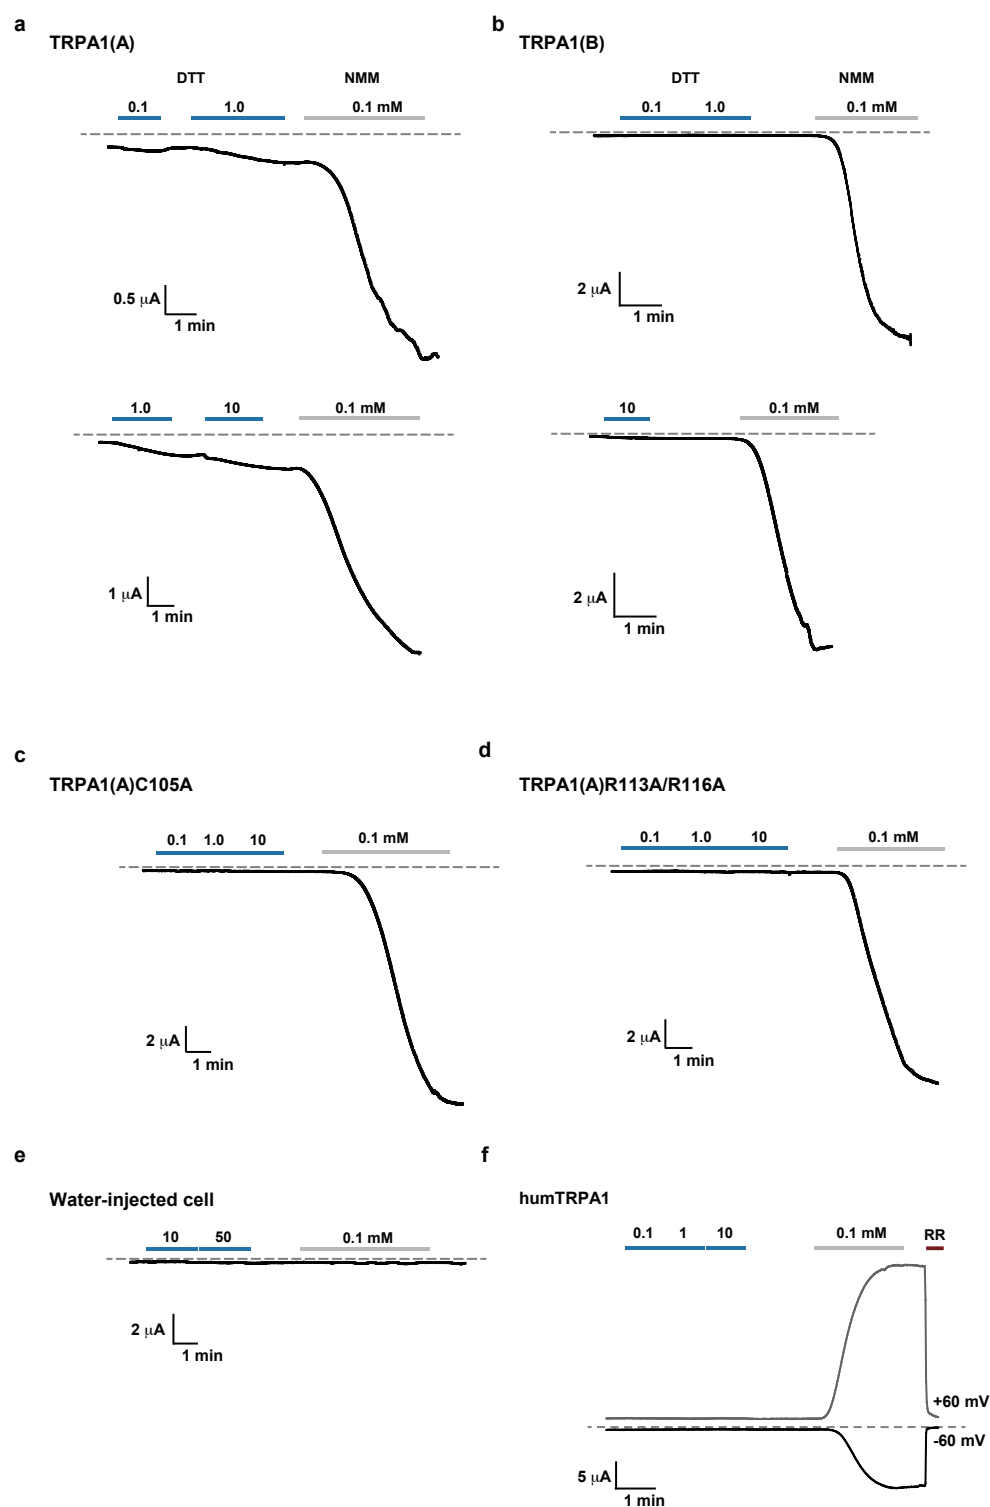 a
TRPA1(A)
DTT
NMM
0.1
1.0
0.1 mM
0.5 μA
1 min
1.0
10
0.1 mM
1 μA
1 min
b
TRPA1(B)
DTT
NMM
0.1
1.0
0.1 mM
2 μA
1 min
10
0.1 mM
2 μA
1 min
c
TRPA1(A)C105A
0.1
1.0
10
0.1 mM
2 μA
1 min
d
TRPA1(A)R113A/R116A
0.1
1.0
10
0.1 mM
2 μA
1 min
e
Water-injected cell
10
50
0.1 mM
2 μA
1 min
f
humTRPA1
0.1
1
10
0.1 mM
RR
+60 mV
-60 mV
5 μA
1 min